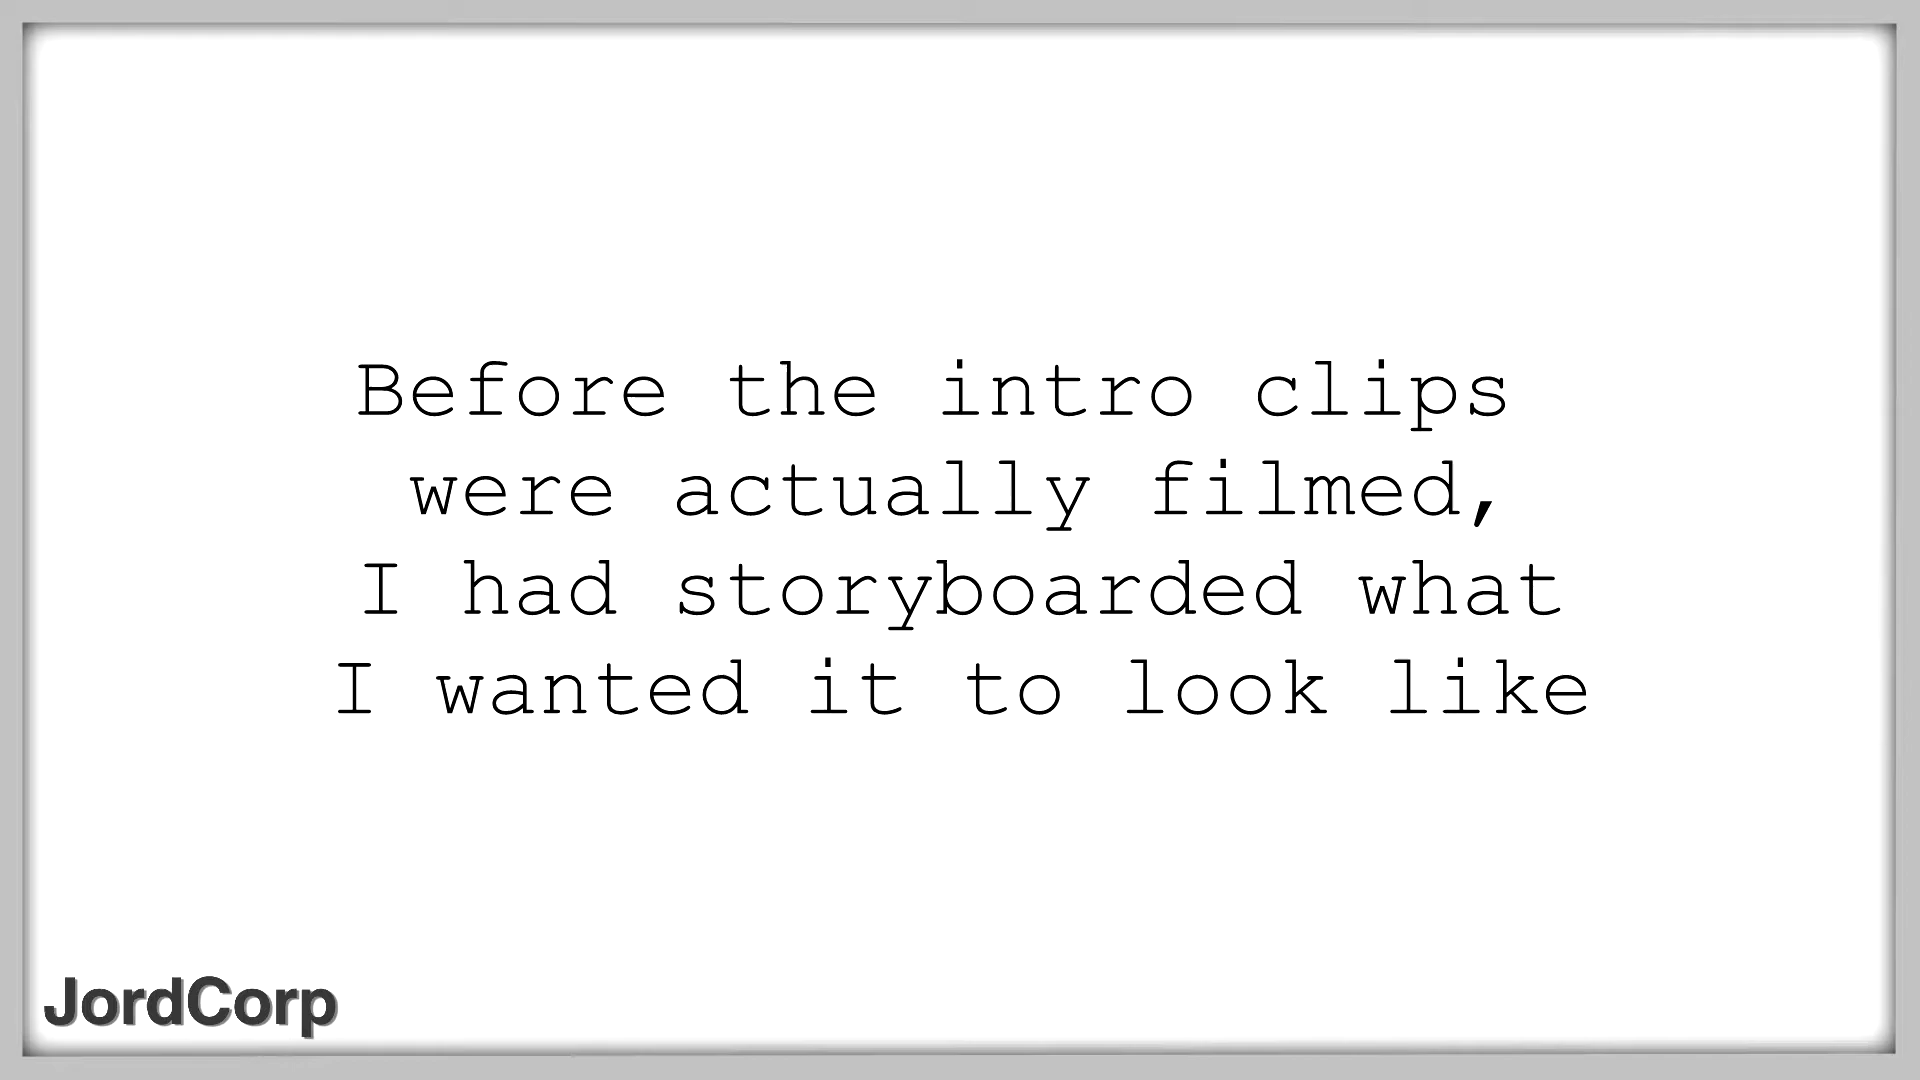 Before the intro clips
were actually filmed,
I had storyboarded what
I wanted it to look like
JordCorp